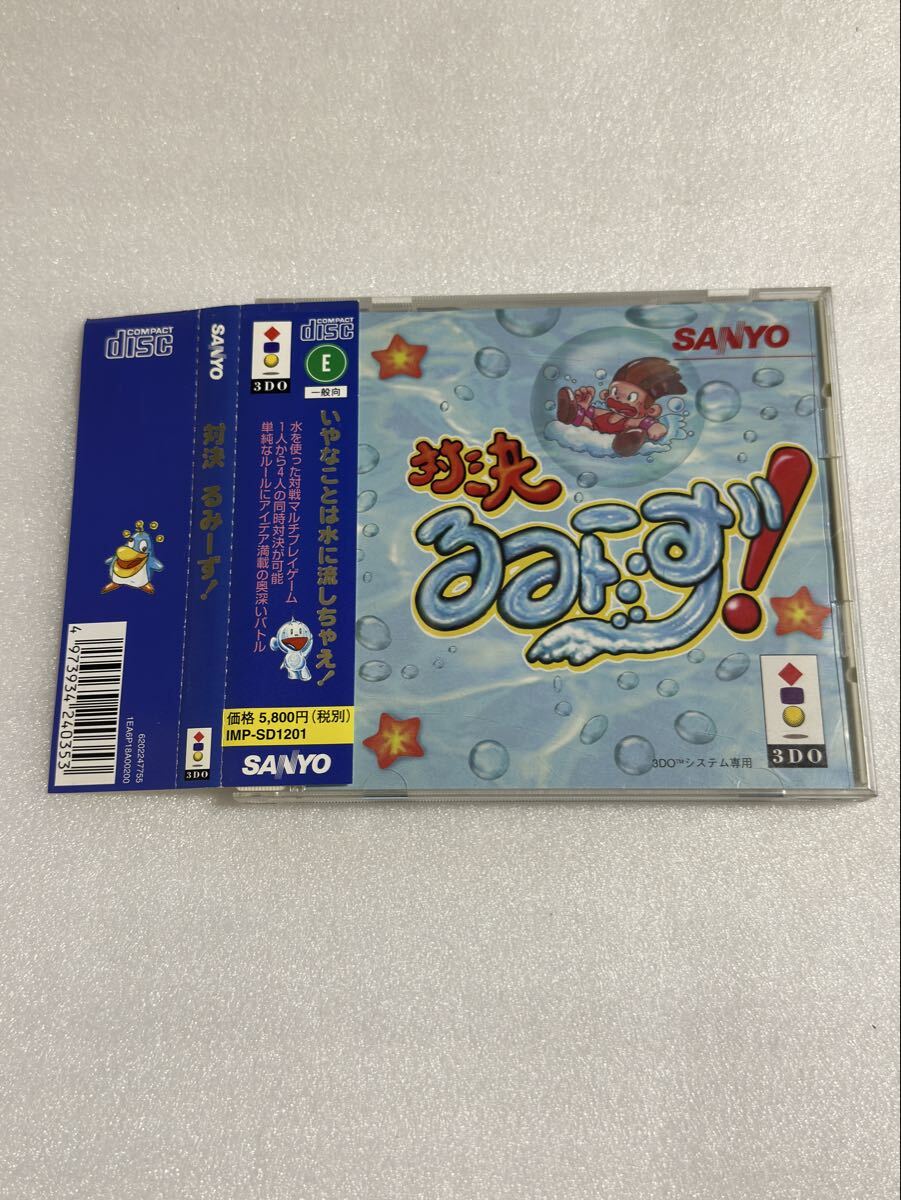 COMPACT
disc
4 973934 240353
6202247755
1EA6P18A00200
SANYO
対決 るみーず!
3DO
3DO
COMPACT
disc
E
一般向
いやなことは水に流しちゃえ!
水を使った対戦マルチプレイゲーム
1人から4人の同時対決が可能
単純なルールにアイデア満載の奥深いバトル
価格 5,800円(税別)
IMP-SD1201
SANYO
SANYO
対決
るみーず!
3DO™システム専用
3DO